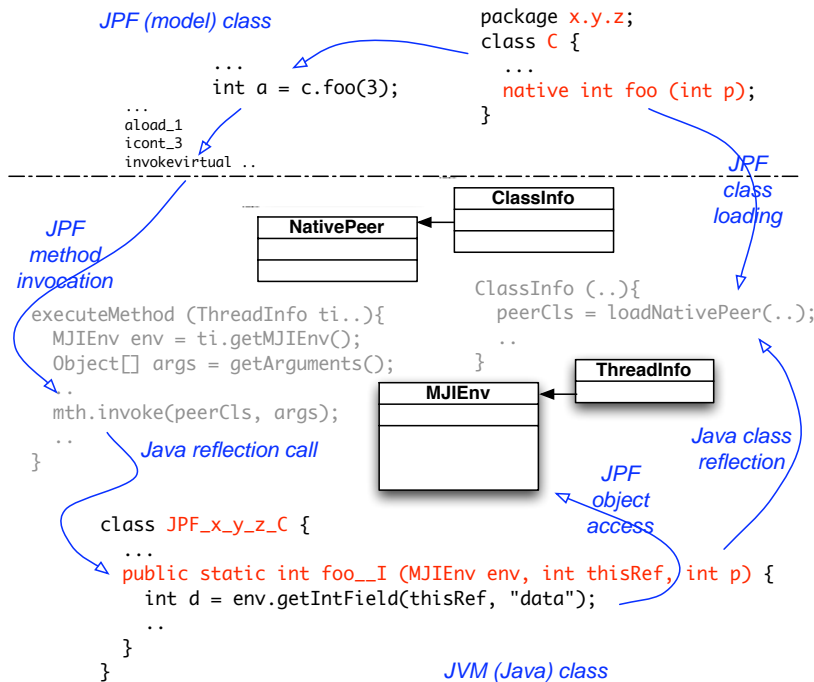 JPF (model) class
package x.y.z;
class C {
...
native int foo (int p);
}
...
int a = c.foo(3);
...
aload_1
icont_3
invokevirtual ..
JPF
class
loading
ClassInfo
NativePeer
JPF
method
invocation
executeMethod (ThreadInfo ti..){
MJIEnv env = ti.getMJIEnv();
Object[] args = getArguments();
..
mth.invoke(peerCls, args);
..
}
ClassInfo (..){
peerCls = loadNativePeer(..);
..
}
ThreadInfo
MJIEnv
Java reflection call
Java class
reflection
JPF
object
access
class JPF_x_y_z_C {
...
public static int foo__I (MJIEnv env, int thisRef, int p) {
int d = env.getIntField(thisRef, "data");
..
}
}
JVM (Java) class